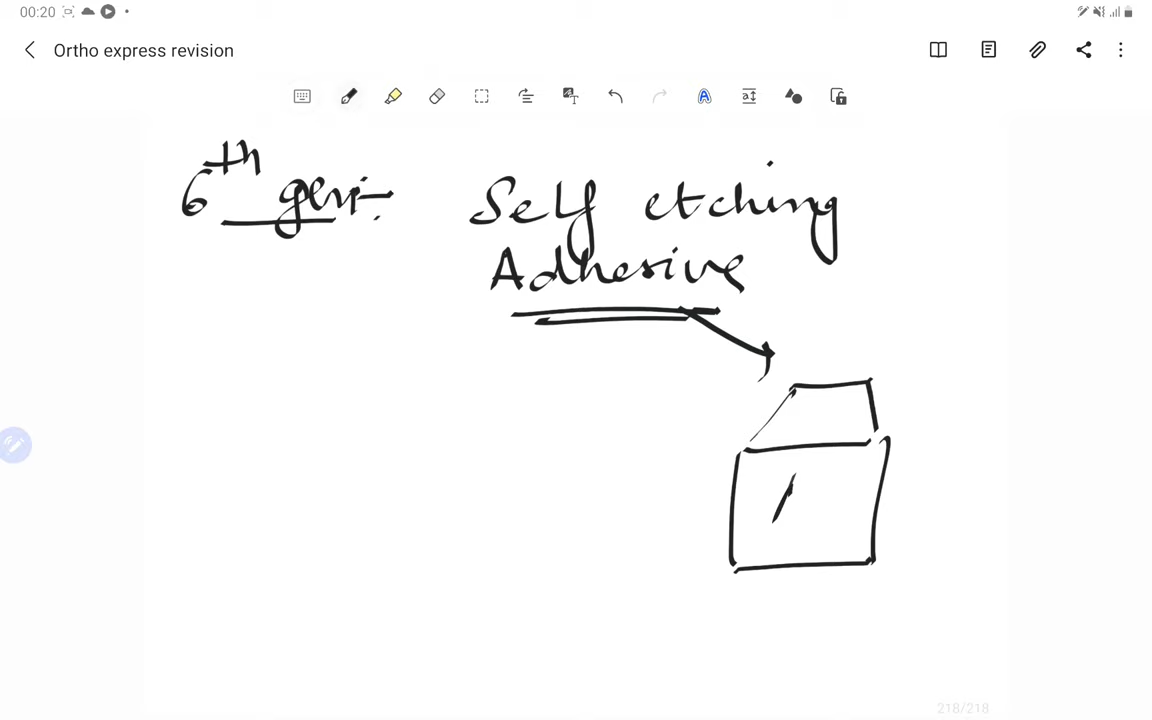 00:20
Ortho express revision
6th gen:- Self etching
Adhesive
218/218